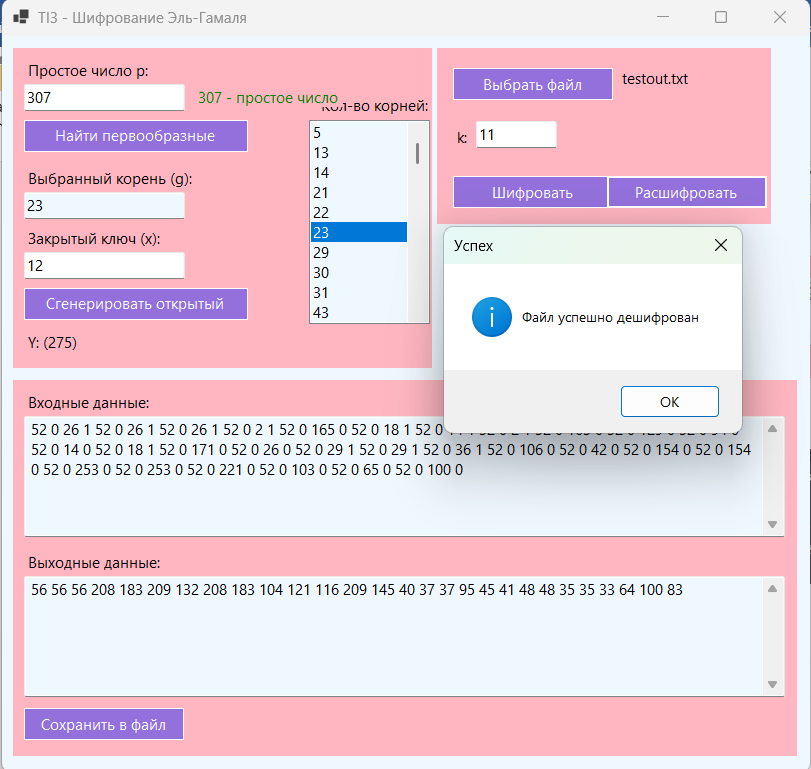 TI3 - Шифрование Эль-Гамаля
Простое число p:
307
307 - простое число
Кол-во корней:
Найти первообразные
5
13
14
21
22
23
29
30
31
43
Выбранный корень (g):
23
Закрытый ключ (x):
12
Сгенерировать открытый
Y: (275)
Выбрать файл
testout.txt
k:
11
Шифровать
Расшифровать
Успех
Файл успешно дешифрован
OK
Входные данные:
52 0 26 1 52 0 26 1 52 0 26 1 52 0 2 1 52 0 165 0 52 0 18 1 52 0
52 0 14 0 52 0 18 1 52 0 171 0 52 0 26 0 52 0 29 1 52 0 29 1 52 0 36 1 52 0 106 0 52 0 42 0 52 0 154 0 52 0 154
0 52 0 253 0 52 0 253 0 52 0 221 0 52 0 103 0 52 0 65 0 52 0 100 0
Выходные данные:
56 56 56 208 183 209 132 208 183 104 121 116 209 145 40 37 37 95 45 41 48 48 35 35 33 64 100 83
Сохранить в файл